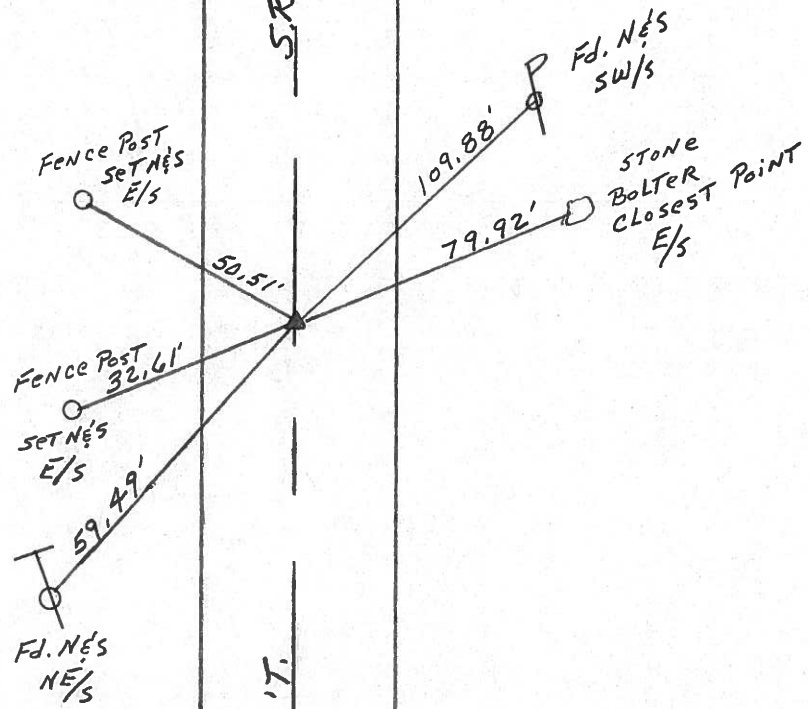 S.R
Fd. N&S
SW/S
FENCE POST
SET N&S
E/S
109.88'
STONE
BOLTER
CLOSEST POINT
E/S
79.92'
50.51'
FENCE POST
32.61'
SET N&S
E/S
59.49'
Fd. N&S
NE/S
'T.